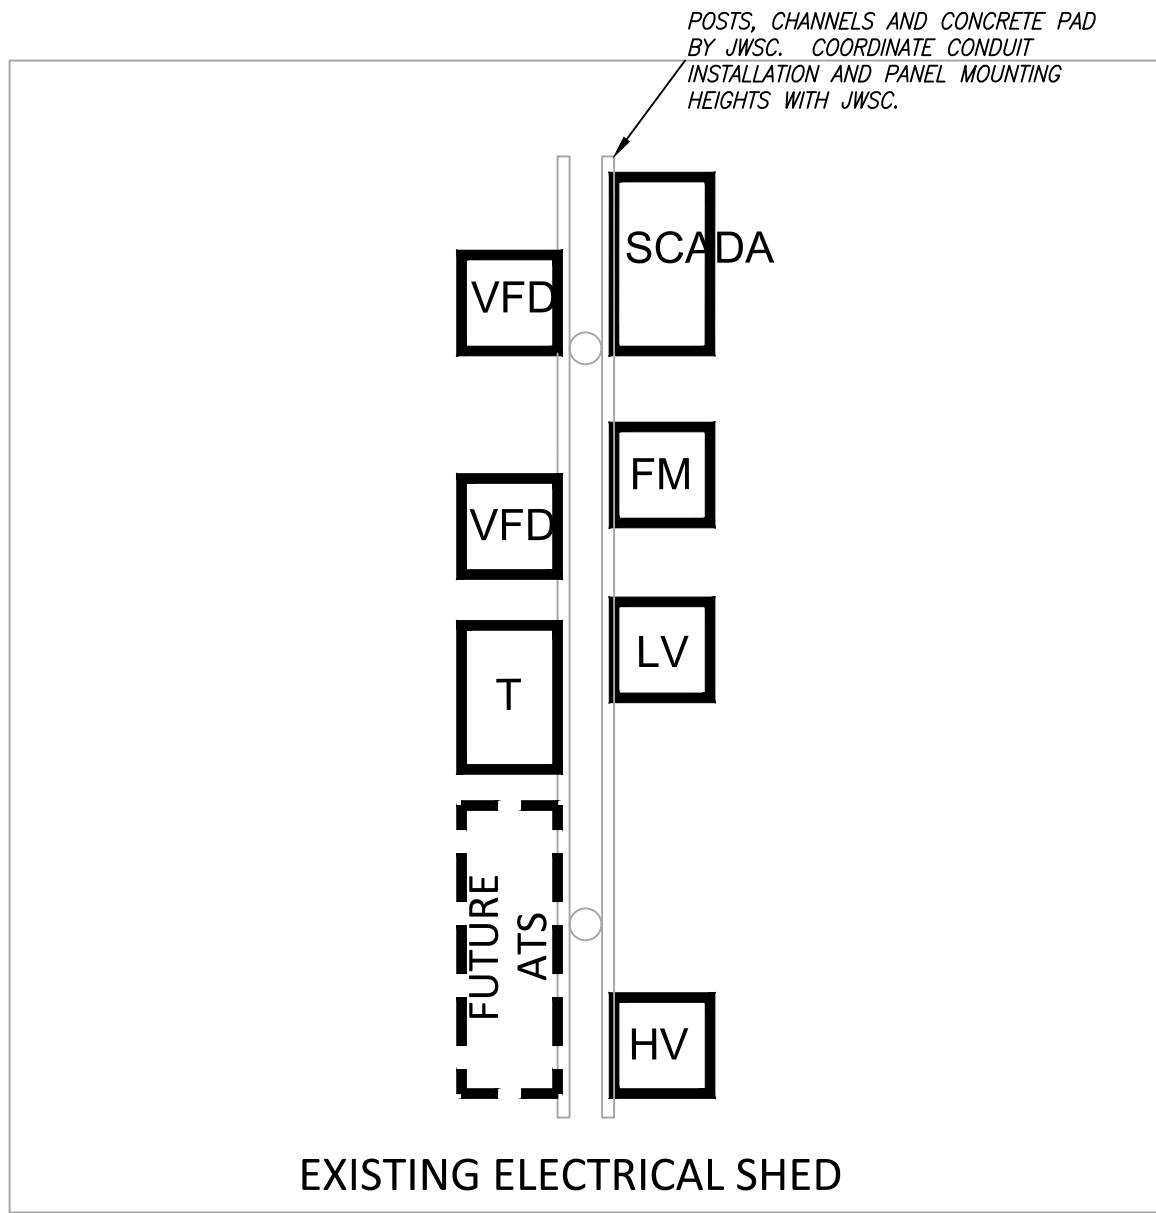 POSTS, CHANNELS AND CONCRETE PAD
BY JWSC. COORDINATE CONDUIT
INSTALLATION AND PANEL MOUNTING
HEIGHTS WITH JWSC.
SCADA
VFD
FM
VFD
LV
T
FUTURE
ATS
HV
EXISTING ELECTRICAL SHED